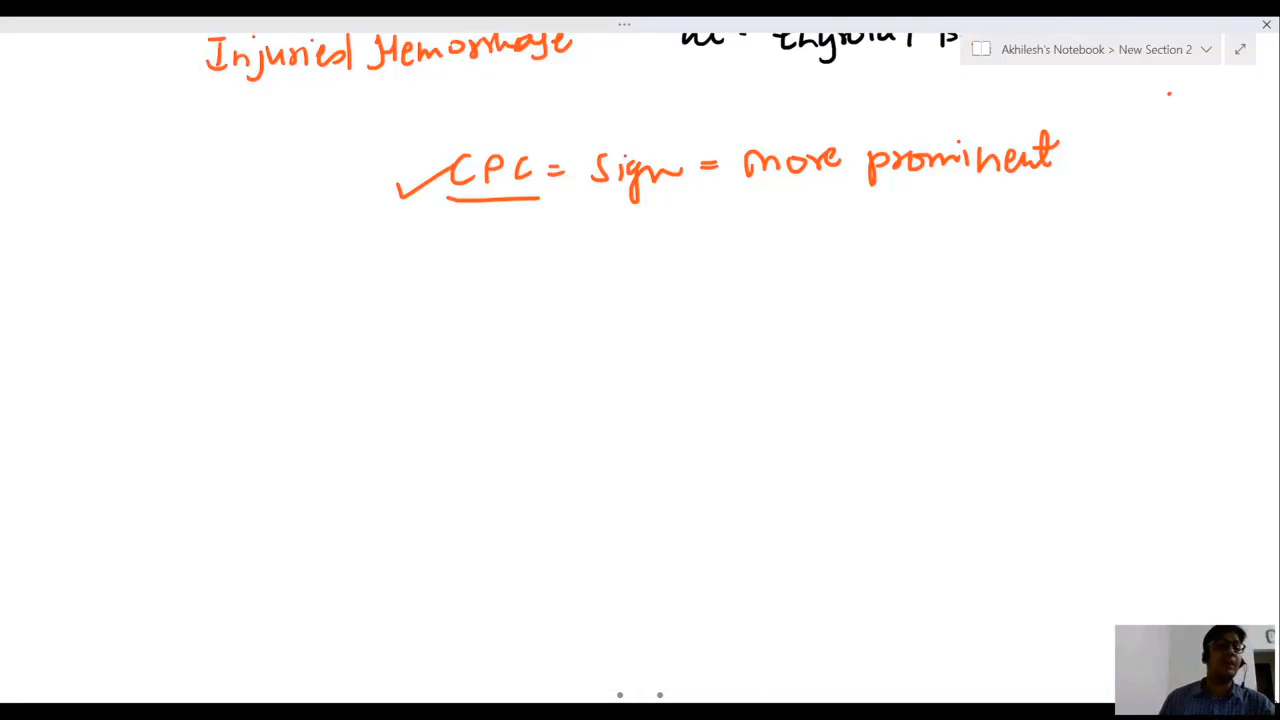 Injuried Hemorrhage
Akhilesh's Notebook > New Section 2
CPC = Sign = more prominent